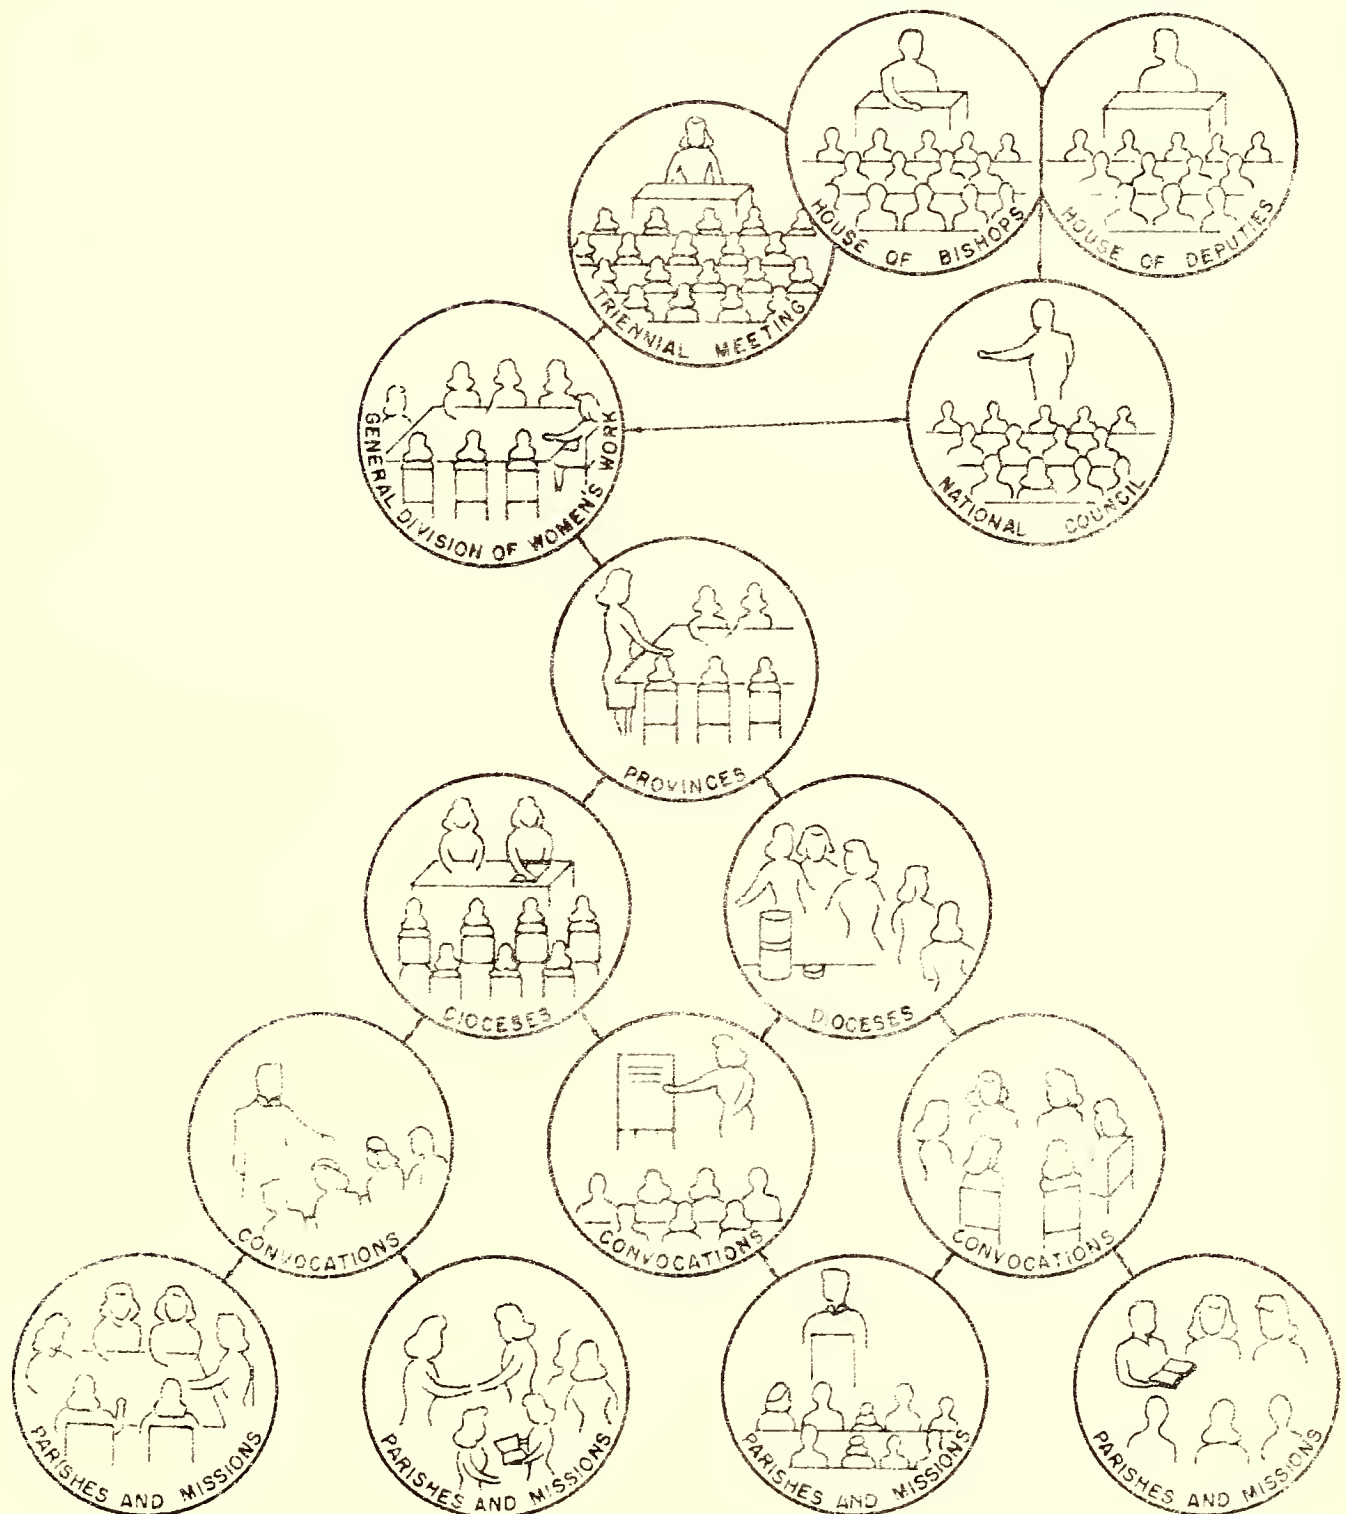 HOUSE OF BISHOPS
HOUSE OF DEPUTIES
TRIENNIAL MEETING
GENERAL DIVISION OF WOMEN'S WORK
NATIONAL COUNCIL
PROVINCES
DIOCESES
DIOCESES
CONVOCATIONS
CONVOCATIONS
CONVOCATIONS
PARISHES AND MISSIONS
PARISHES AND MISSIONS
PARISHES AND MISSIONS
PARISHES AND MISSIONS